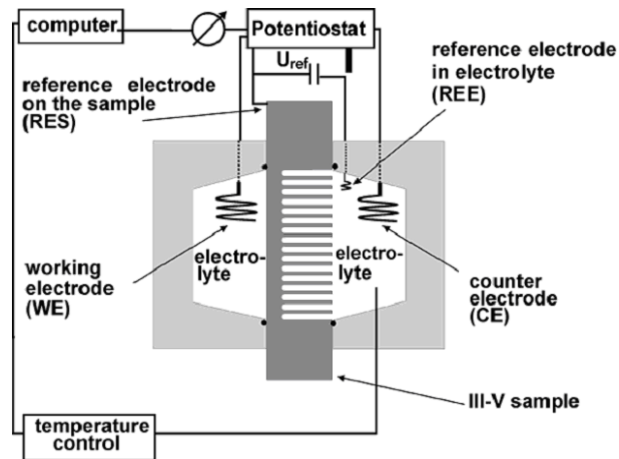 computer
Potentiostat
U ref
reference electrode
on the sample
(RES)
reference electrode
in electrolyte
(REE)
electro-
lyte
electro-
lyte
working
electrode
(WE)
counter
electrode
(CE)
III-V sample
temperature
control